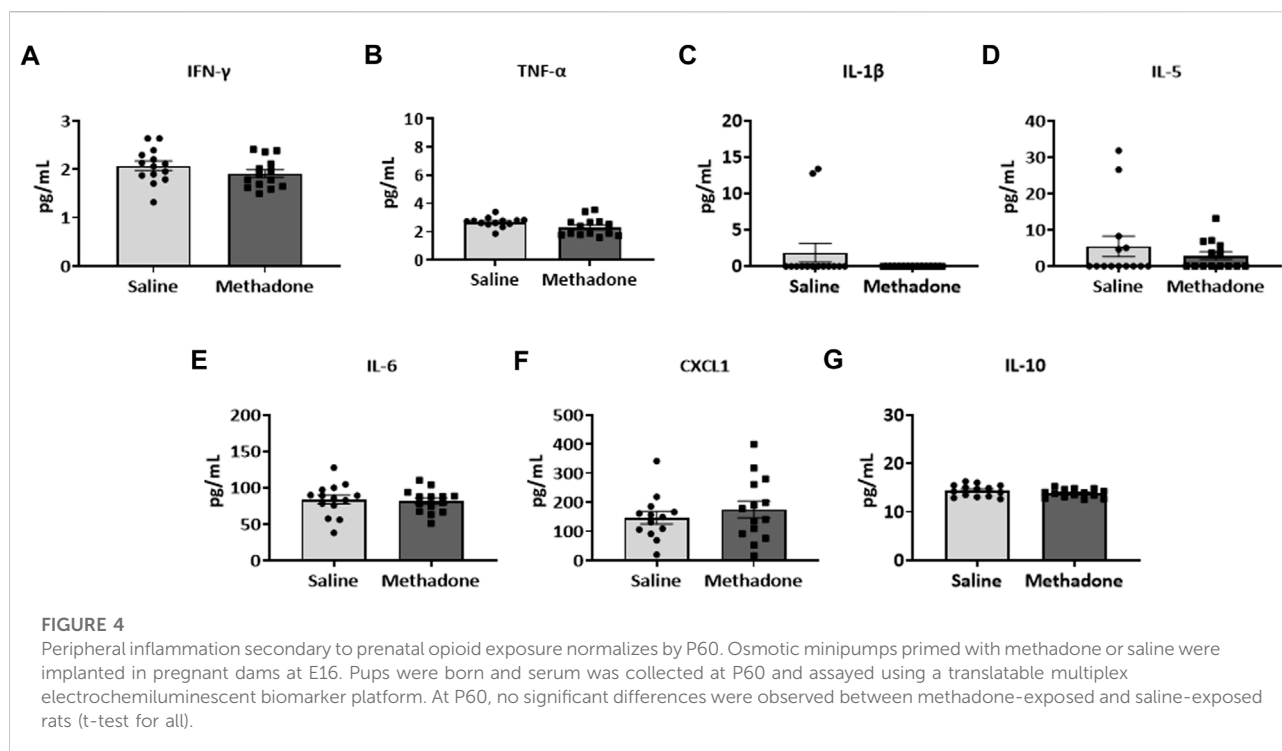 A
IFN-γ
pg/mL
3
2
1
0
Saline
Methadone
B
TNF-α
pg/mL
10
8
6
4
2
0
Saline
Methadone
C
IL-1β
pg/mL
20
15
10
5
0
Saline
Methadone
D
IL-5
pg/mL
40
30
20
10
0
Saline
Methadone
E
IL-6
pg/mL
200
150
100
50
0
Saline
Methadone
F
CXCL1
pg/mL
500
400
300
200
100
0
Saline
Methadone
G
IL-10
pg/mL
30
20
10
0
Saline
Methadone
FIGURE 4
Peripheral inflammation secondary to prenatal opioid exposure normalizes by P60. Osmotic minipumps primed with methadone or saline were
implanted in pregnant dams at E16. Pups were born and serum was collected at P60 and assayed using a translatable multiplex
electrochemiluminescent biomarker platform. At P60, no significant differences were observed between methadone-exposed and saline-exposed
rats (t-test for all).